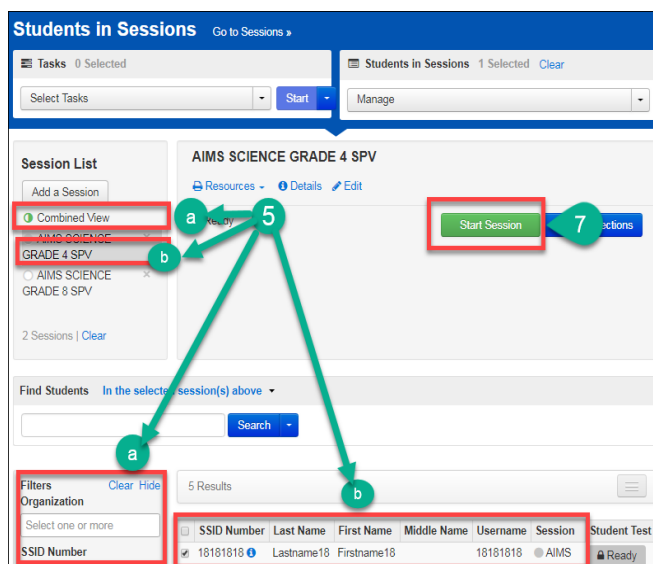 Students in Sessions Go to Sessions »
Tasks 0 Selected
Students in Sessions 1 Selected Clear
Select Tasks
Start
Manage
Session List
Add a Session
Combined View
AIMS SCIENCE
GRADE 4 SPV
AIMS SCIENCE ×
GRADE 8 SPV
2 Sessions | Clear
AIMS SCIENCE GRADE 4 SPV
Resources Details Edit
a
Ready
5
Start Session
7
b
Find Students In the selected session(s) above
Search
a
b
Filters Clear Hide
Organization
Select one or more
SSID Number
5 Results
SSID Number Last Name First Name Middle Name Username Session Student Test
18181818 Lastname18 Firstname18 18181818 AIMS Ready